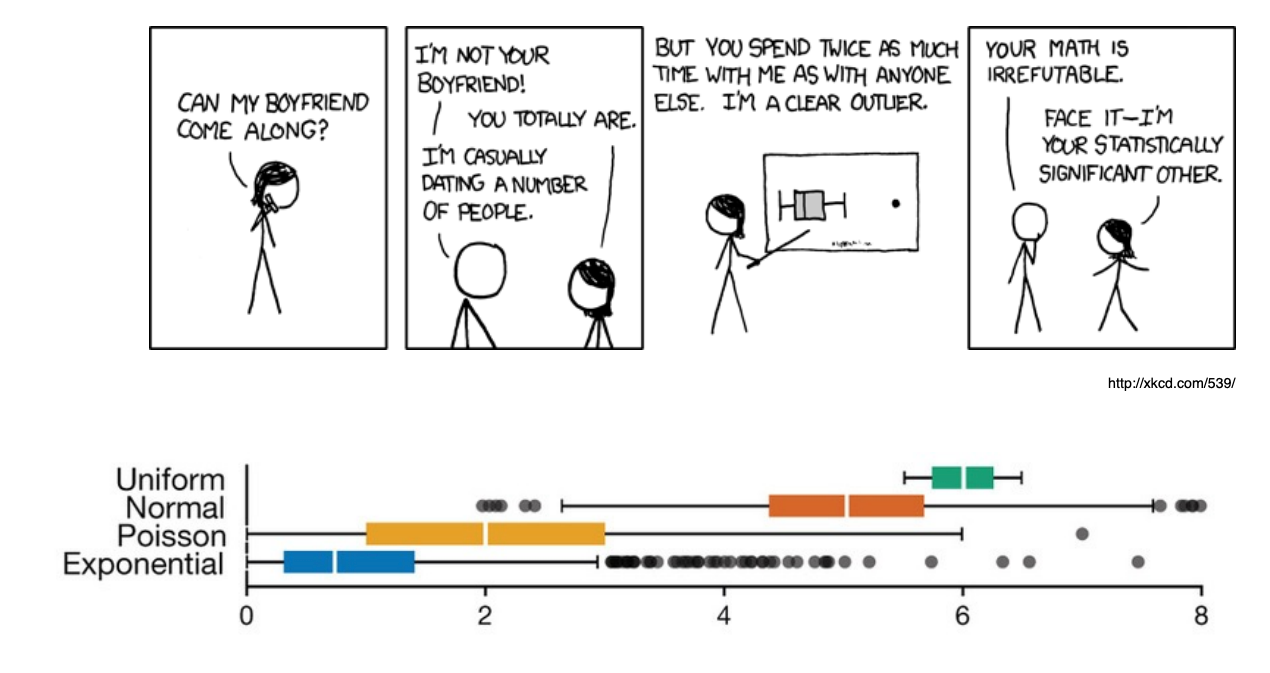 CAN MY BOYFRIEND
COME ALONG?
I'M NOT YOUR
BOYFRIEND!
YOU TOTALLY ARE.
I'M CASUALLY
DATING A NUMBER
OF PEOPLE.
BUT YOU SPEND TWICE AS MUCH
TIME WITH ME AS WITH ANYONE
ELSE. I'M A CLEAR OUTLIER.
YOUR MATH IS
IRREFUTABLE.
FACE IT—I'M
YOUR STATISTICALLY
SIGNIFICANT OTHER.
http://xkcd.com/539/
Uniform
Normal
Poisson
Exponential
0 2 4 6 8